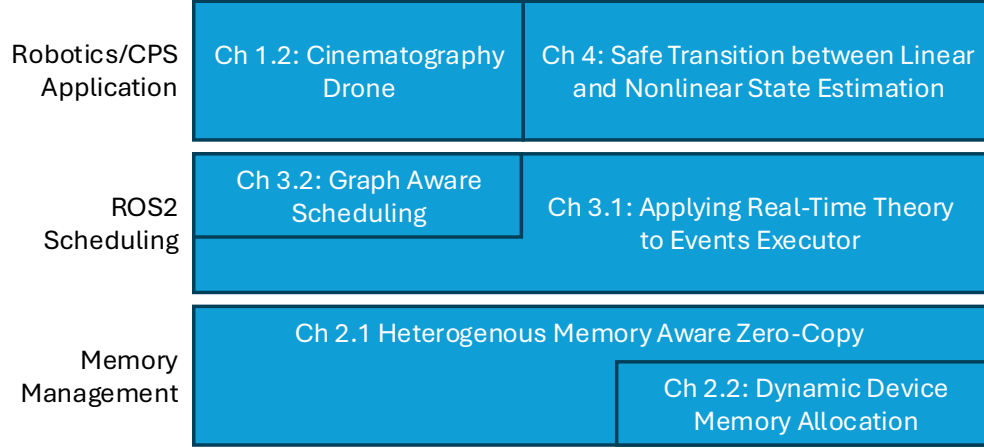 Robotics/CPS
Application
Ch 1.2: Cinematography
Drone
Ch 4: Safe Transition between Linear
and Nonlinear State Estimation
ROS2
Scheduling
Ch 3.2: Graph Aware
Scheduling
Ch 3.1: Applying Real-Time Theory
to Events Executor
Memory
Management
Ch 2.1 Heterogenous Memory Aware Zero-Copy
Ch 2.2: Dynamic Device
Memory Allocation